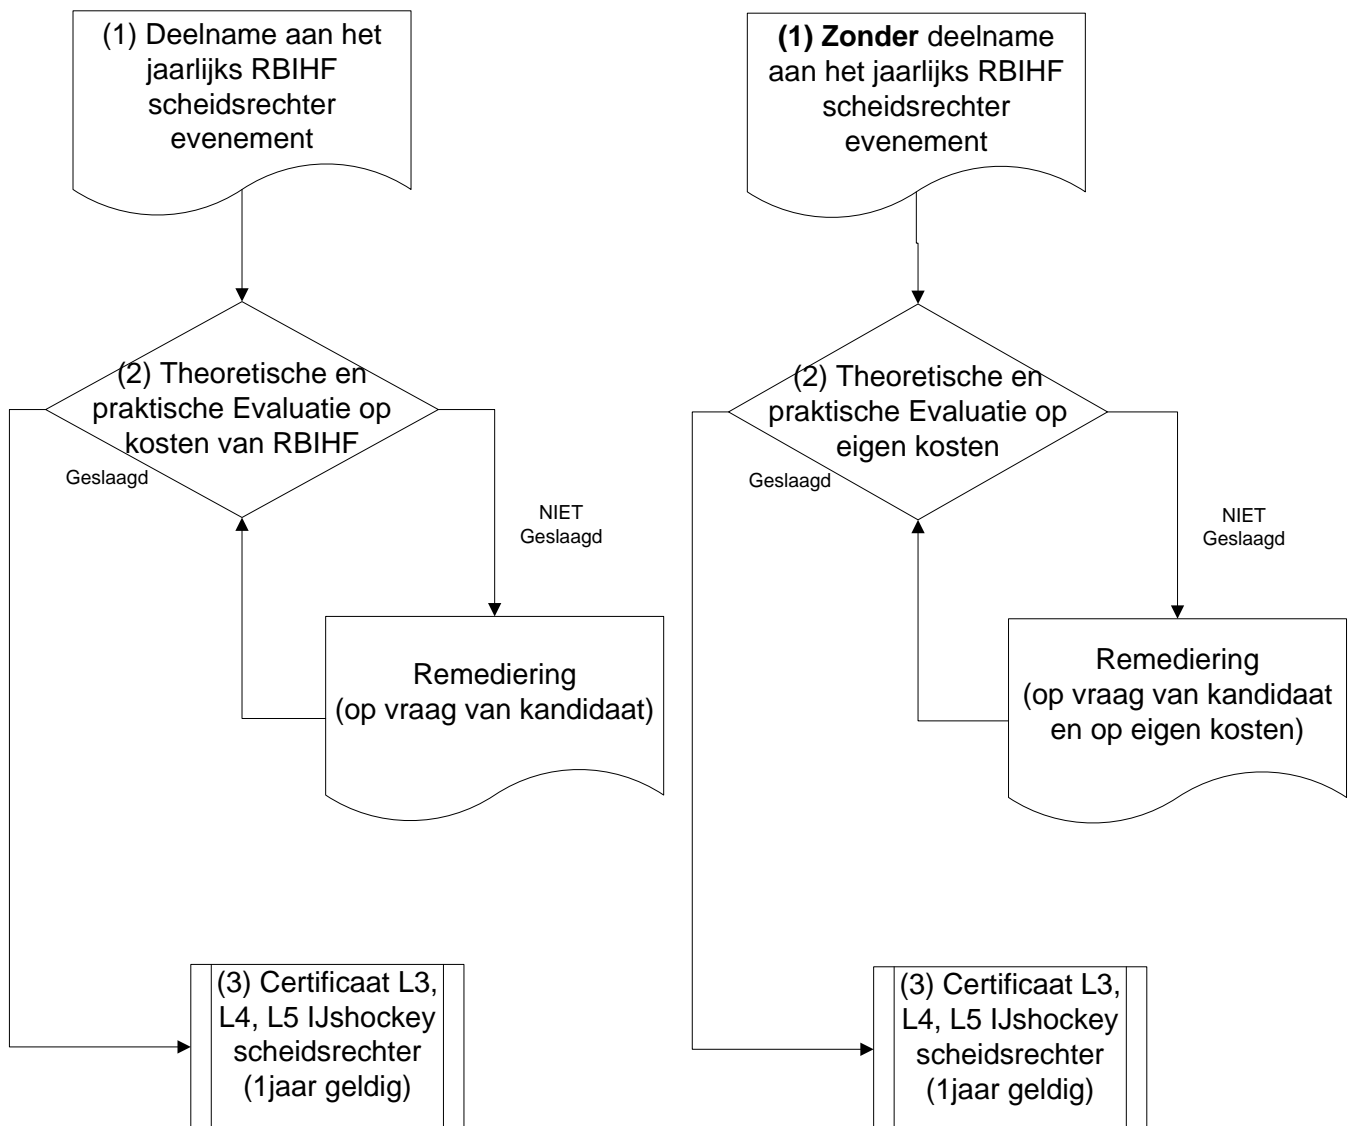 (1) Deelname aan het
jaarlijks RBIHF
scheidsrechter
evenement
(2) Theoretische en
praktische Evaluatie op
kosten van RBIHF
Geslaagd
NIET
Geslaagd
Remediering
(op vraag van kandidaat)
(3) Certificaat L3,
L4, L5 IJshockey
scheidsrechter
(1jaar geldig)
(1) Zonder deelname
aan het jaarlijks RBIHF
scheidsrechter
evenement
(2) Theoretische en
praktische Evaluatie op
eigen kosten
Geslaagd
NIET
Geslaagd
Remediering
(op vraag van kandidaat
en op eigen kosten)
(3) Certificaat L3,
L4, L5 IJshockey
scheidsrechter
(1jaar geldig)